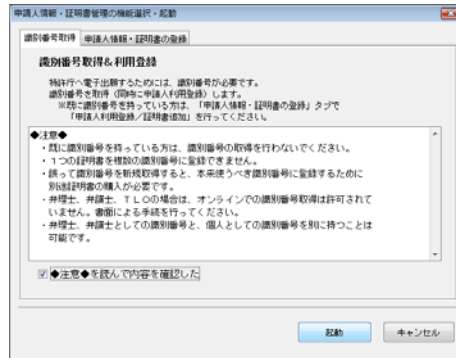 申請人情報・証明書管理の機能選択・起動
識別番号取得 申請人情報・証明書の登録
識別番号取得&利用登録
特許庁へ電子出願するためには、識別番号が必要です。
識別番号を取得(同時に申請人利用登録)します。
※既に識別番号を持っている方は、「申請人情報・証明書の登録」タブで
「申請人利用登録/証明書追加」を行ってください。
◆注意◆
・既に識別番号を持っている方は、識別番号の取得を行わないでください。
・1つの証明書を複数の識別番号に登録できません。
・誤って識別番号を新規取得すると、本来使うべき識別番号に登録するために
別途証明書の購入が必要です。
・弁理士、弁護士、TLOの場合は、オンラインでの識別番号取得は許可されて
いません。書面による手続を行ってください。
・弁理士、弁護士としての識別番号と、個人としての識別番号を別に持つことは
可能です。
◆注意◆を読んで内容を確認した
起動 キャンセル